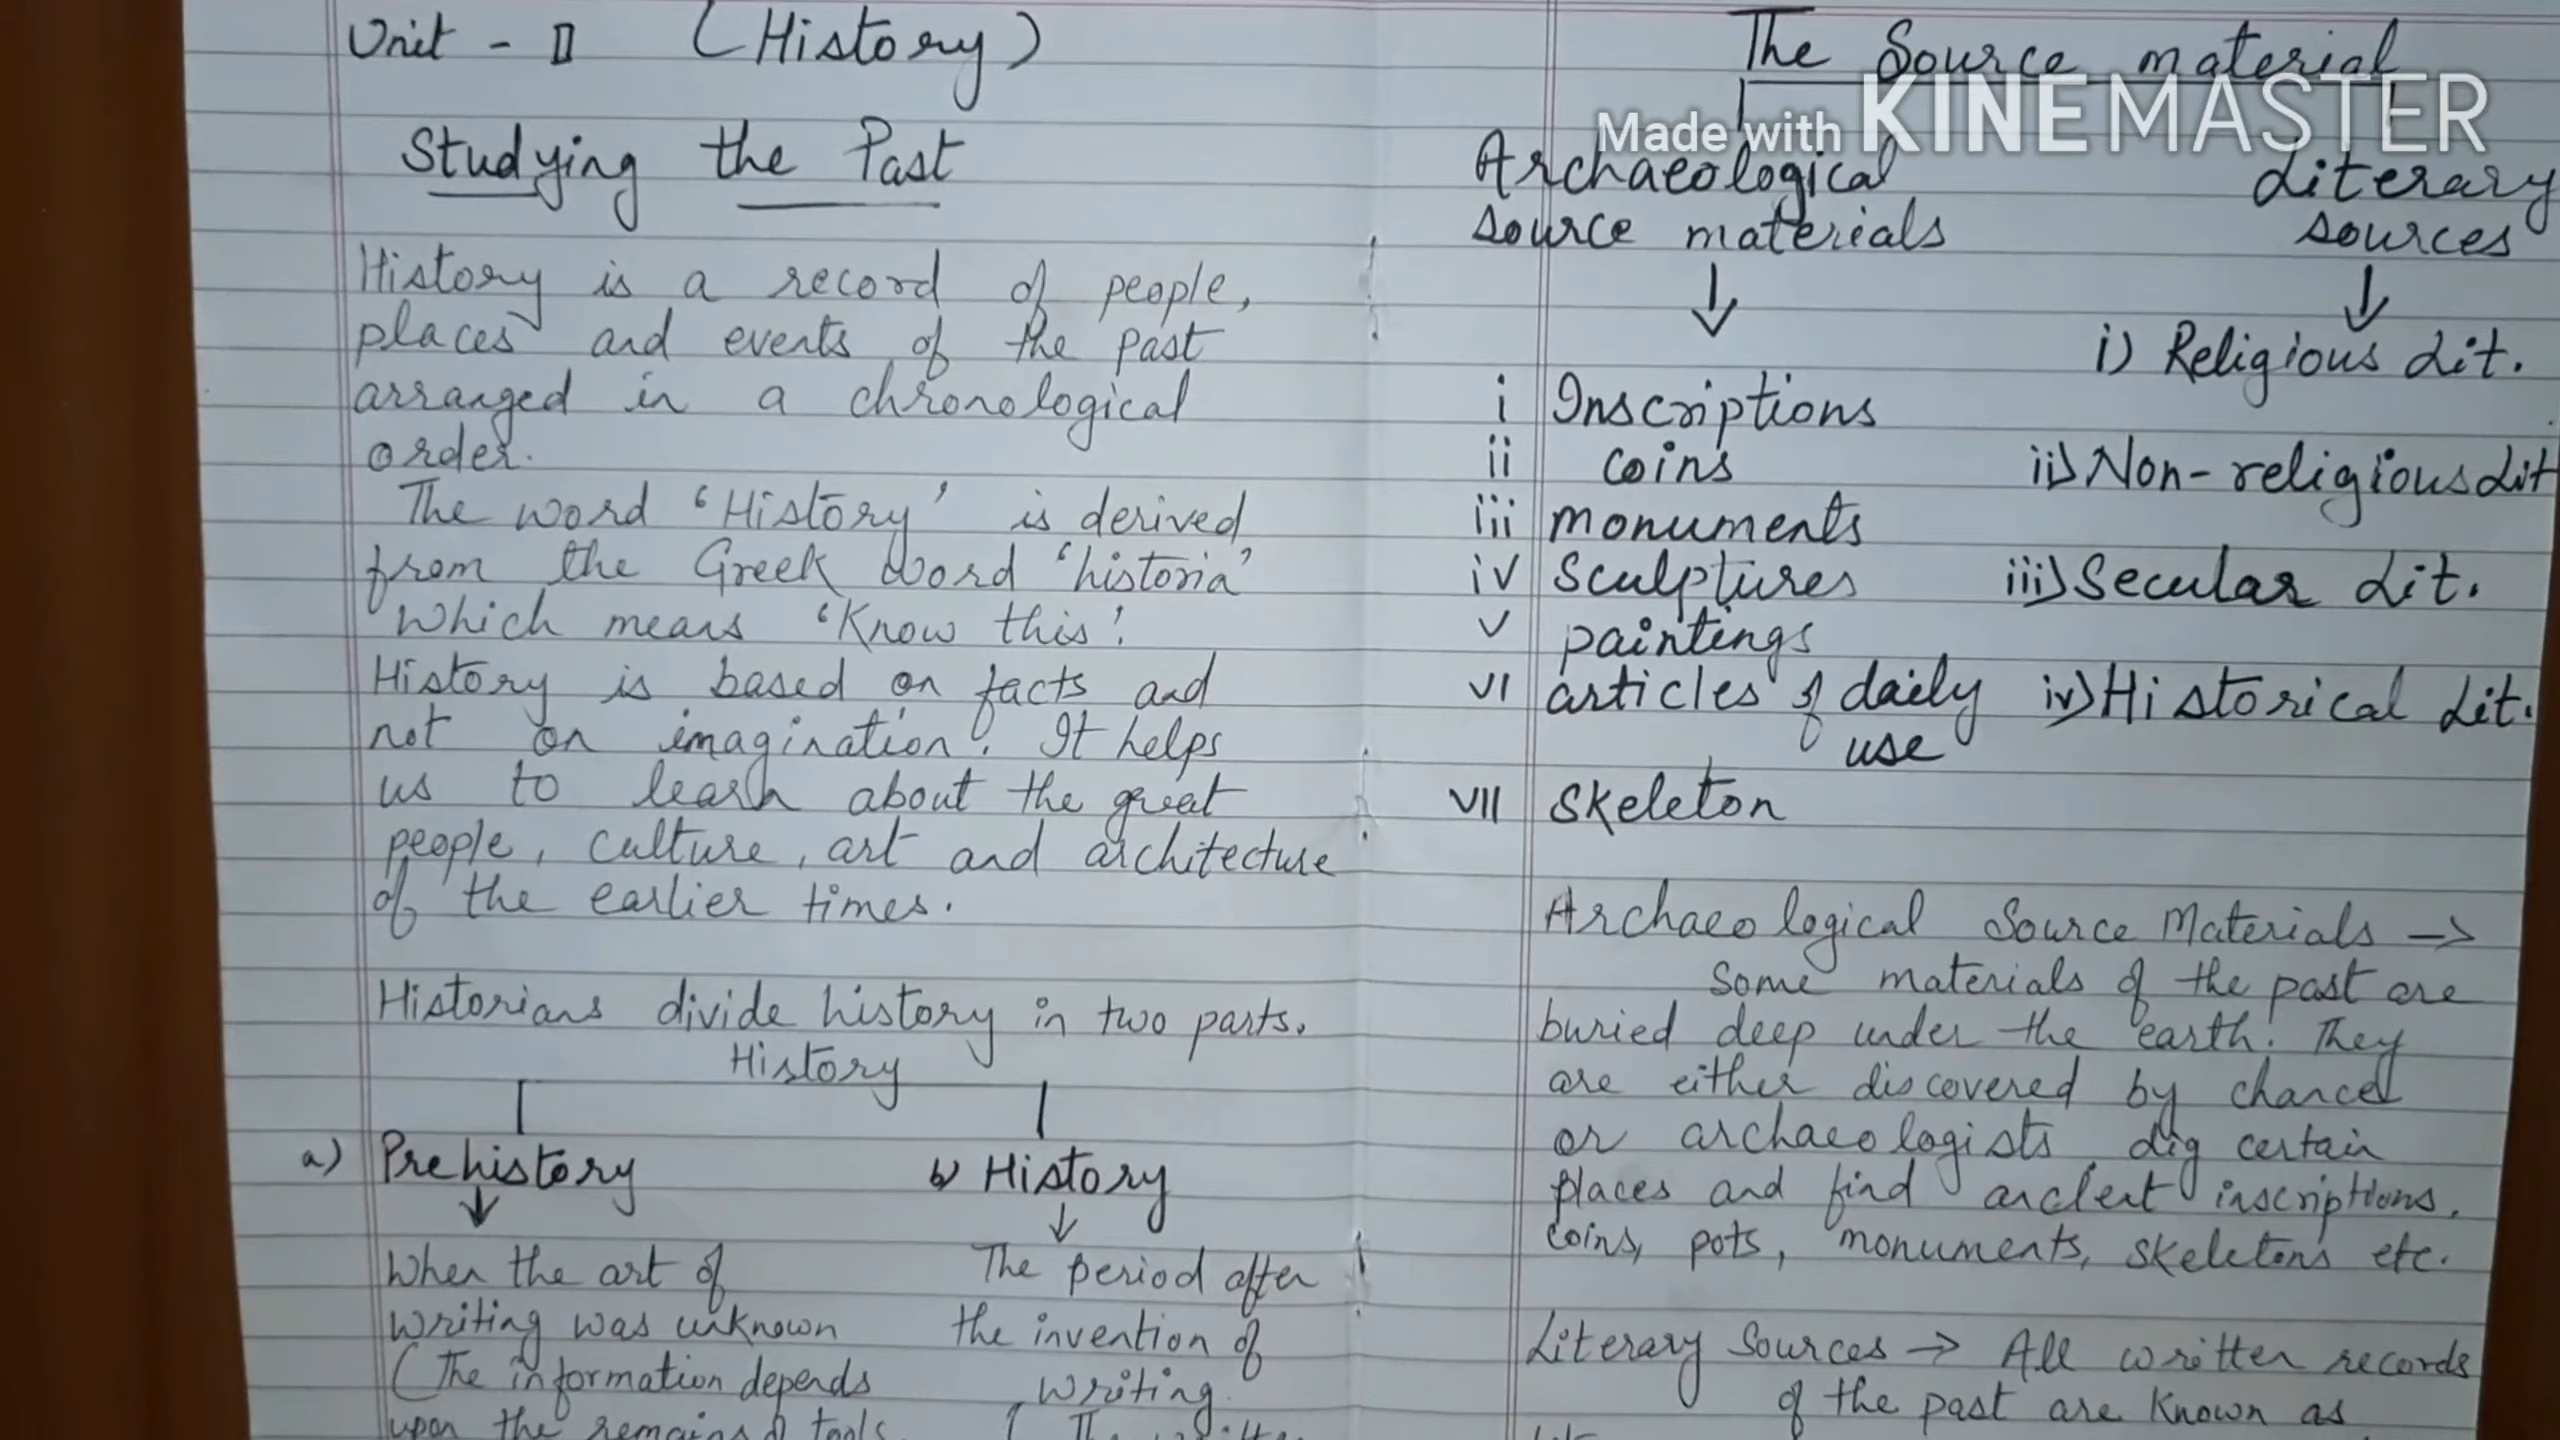 Unit - II (History)
Studying the Past
History is a record of people,
places and events of the past
arranged in a chronological
order.
The word 'History' is derived
from the Greek word 'historia'
which means 'Know this'.
History is based on facts and
not on imagination. It helps
us to learn about the great
people, culture, art and architecture
of the earlier times.
Historians divide history in two parts.
History
a) Prehistory
When the art of
writing was unknown
(The information depends
upon the remains of tools
b) History
The period after
the invention of
writing.
The Source material
Made with KINEMASTER
Archaeological
source materials
i Inscriptions
ii coins
iii monuments
iv Sculptures
v paintings
VI articles of daily
use
VII Skeleton
Literary
sources
i) Religious Lit.
ii) Non-religious Lit
iii) Secular Lit.
iv) Historical Lit.
Archaeological Source Materials →
Some materials of the past are
buried deep under the earth. They
are either discovered by chance
or archaeologists dig certain
places and find ancient inscriptions,
coins, pots, monuments, skeletons etc.
Literary Sources → All written records
of the past are known as